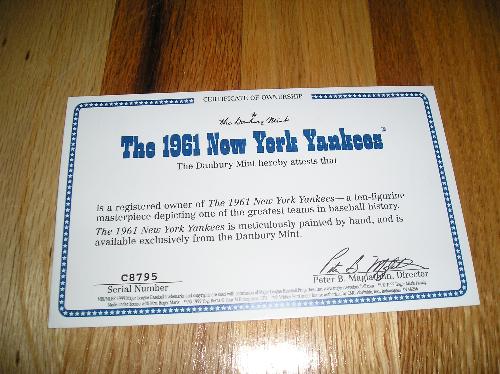 CERTIFICATE OF OWNERSHIP
the Danbury Mint
The 1961 New York Yankees
The Danbury Mint hereby attests that
is a registered owner of The 1961 New York Yankees—a ten-figurine
masterpiece depicting one of the greatest teams in baseball history.
The 1961 New York Yankees is meticulously painted by hand, and is
available exclusively from the Danbury Mint.
C8795
Serial Number
Peter B. Maglathlin, Director